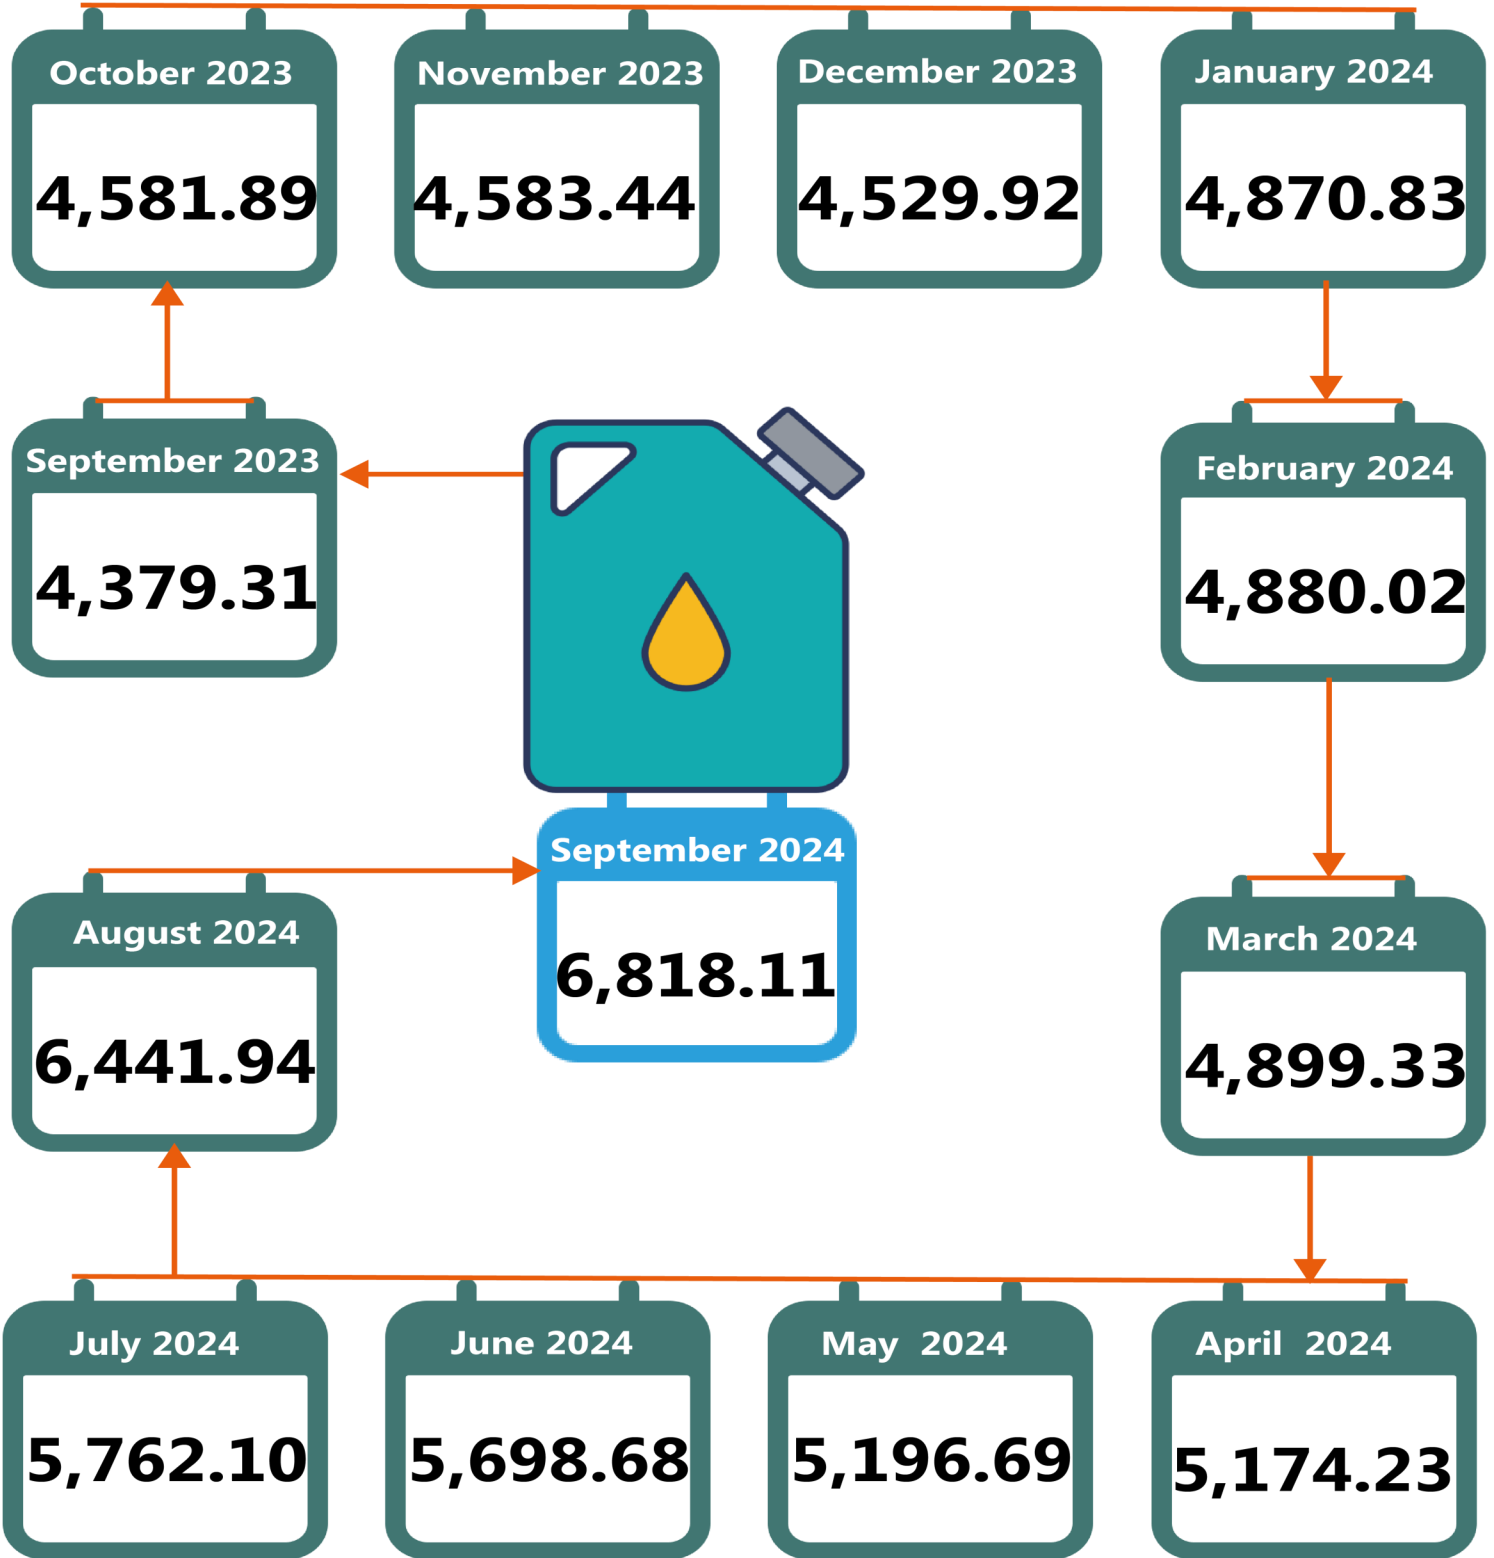 October 2023
4,581.89
November 2023
4,583.44
December 2023
4,529.92
January 2024
4,870.83
September 2023
4,379.31
February 2024
4,880.02
September 2024
6,818.11
August 2024
6,441.94
March 2024
4,899.33
July 2024
5,762.10
June 2024
5,698.68
May 2024
5,196.69
April 2024
5,174.23